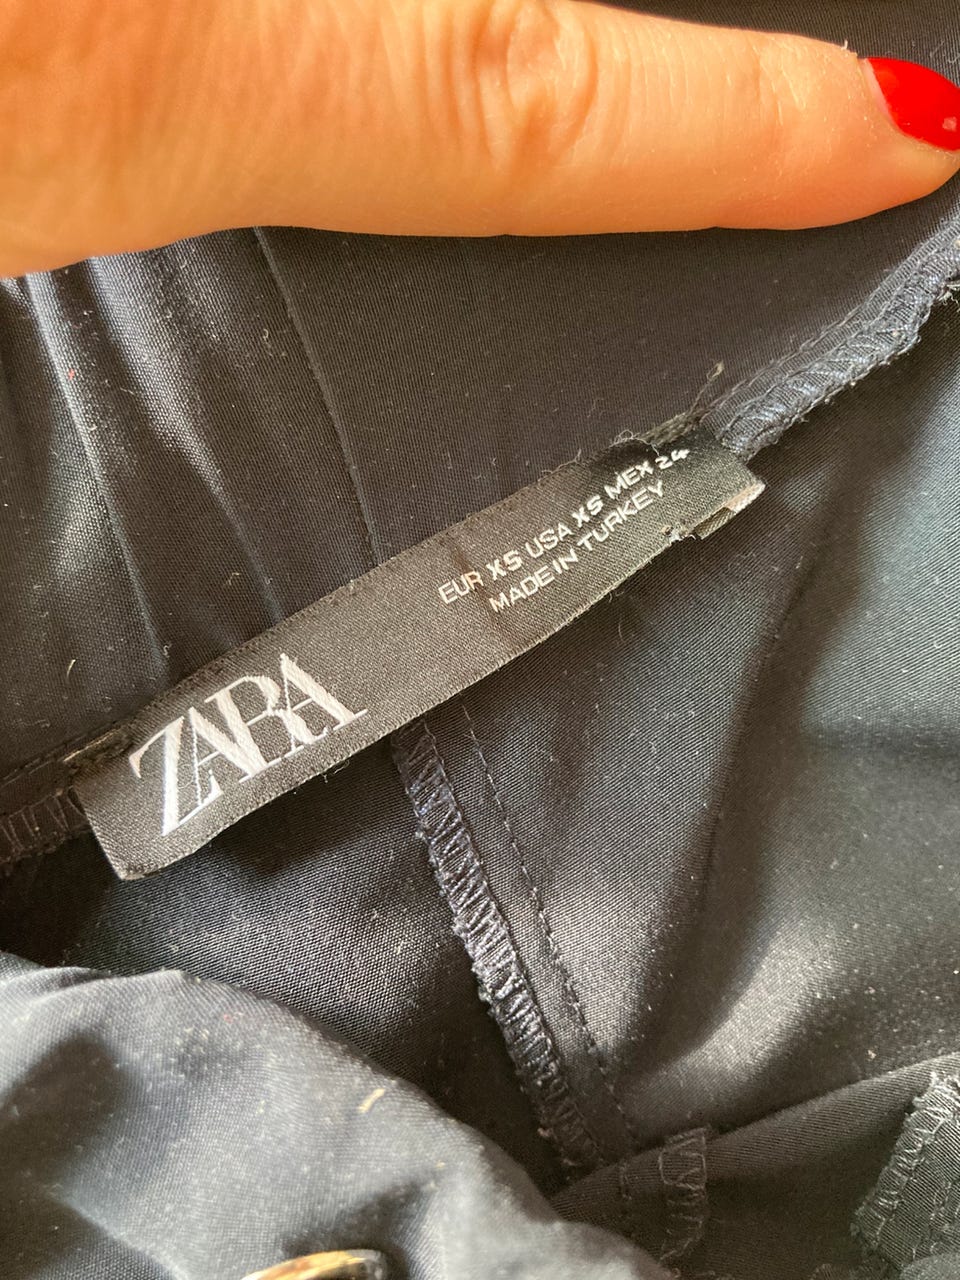 ZARA
EUR XS USA XS MEX 24
MADE IN TURKEY